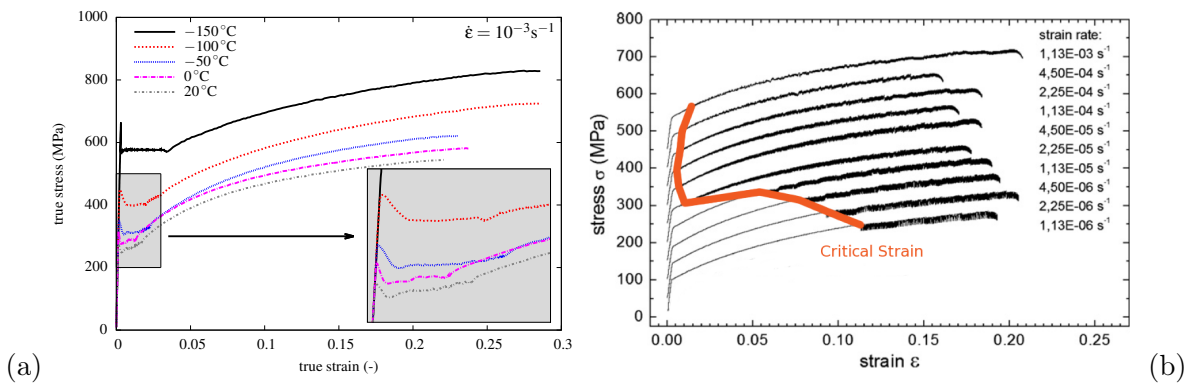 −150°C
−100°C
−50°C
0°C
20°C
ε̇ = 10⁻³s⁻¹
true stress (MPa)
1000
800
600
400
200
0
0
0.05
0.1
0.15
0.2
0.25
0.3
true strain (-)
(a)
stress σ (MPa)
800
700
600
500
400
300
200
100
0
strain rate:
1,13E-03 s⁻¹
4,50E-04 s⁻¹
2,25E-04 s⁻¹
1,13E-04 s⁻¹
4,50E-05 s⁻¹
2,25E-05 s⁻¹
1,13E-05 s⁻¹
4,50E-06 s⁻¹
2,25E-06 s⁻¹
1,13E-06 s⁻¹
Critical Strain
0.00
0.05
0.10
0.15
0.20
0.25
strain ε
(b)